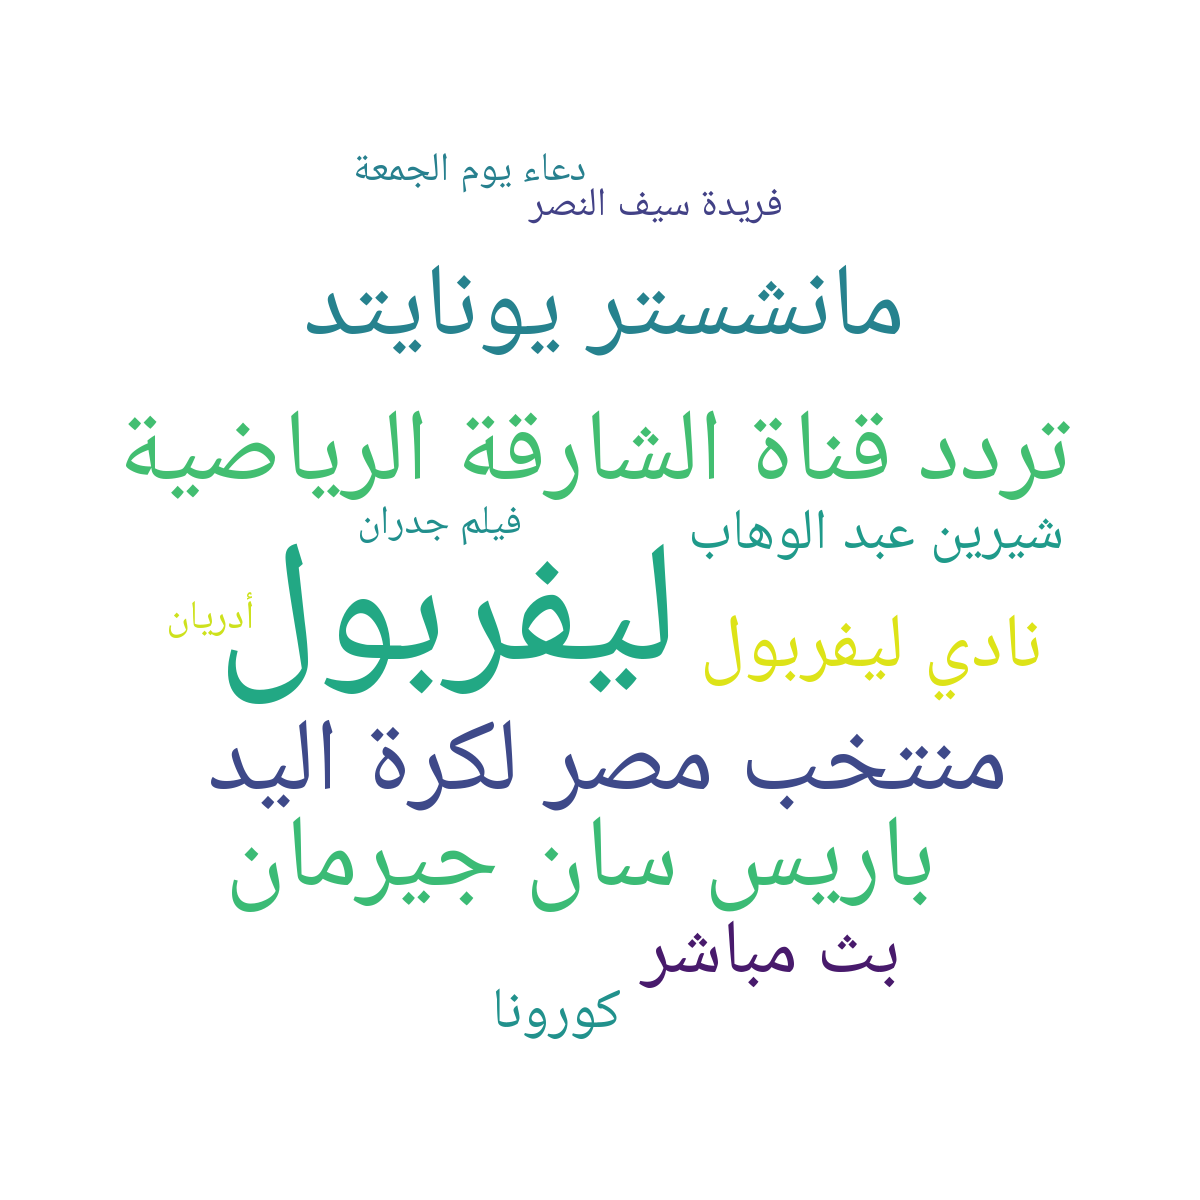 دعاء يوم الجمعة
فريدة سيف النصر
مانشستر يونايتد
تردد قناة الشارقة الرياضية
شيرين عبد الوهاب
فيلم جدران
ليفربول
أدريان
نادي ليفربول
منتخب مصر لكرة اليد
باريس سان جيرمان
بث مباشر
كورونا